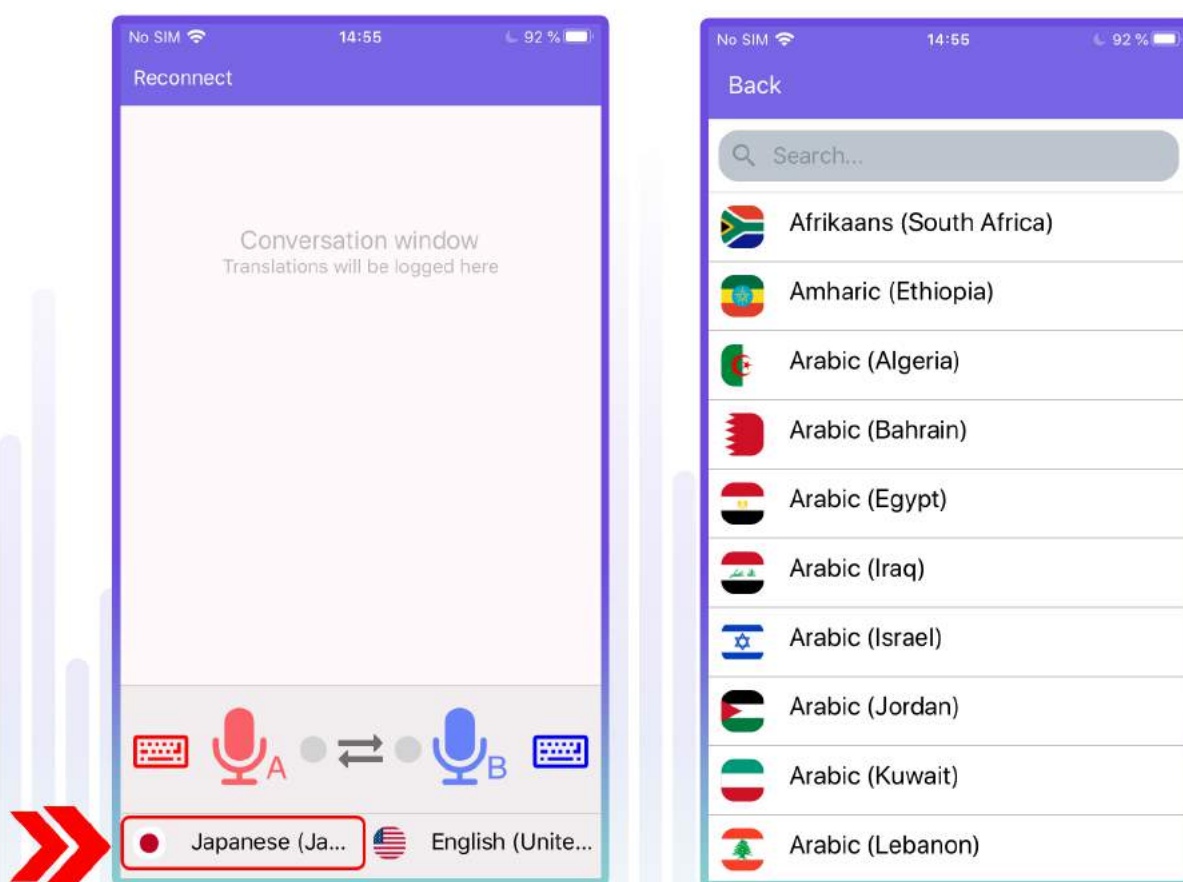 No SIM 14:55 92 %
Reconnect
Conversation window
Translations will be logged here
A B
Japanese (Ja... English (Unite...
No SIM 14:55 92 %
Back
Search...
Afrikaans (South Africa)
Amharic (Ethiopia)
Arabic (Algeria)
Arabic (Bahrain)
Arabic (Egypt)
Arabic (Iraq)
Arabic (Israel)
Arabic (Jordan)
Arabic (Kuwait)
Arabic (Lebanon)